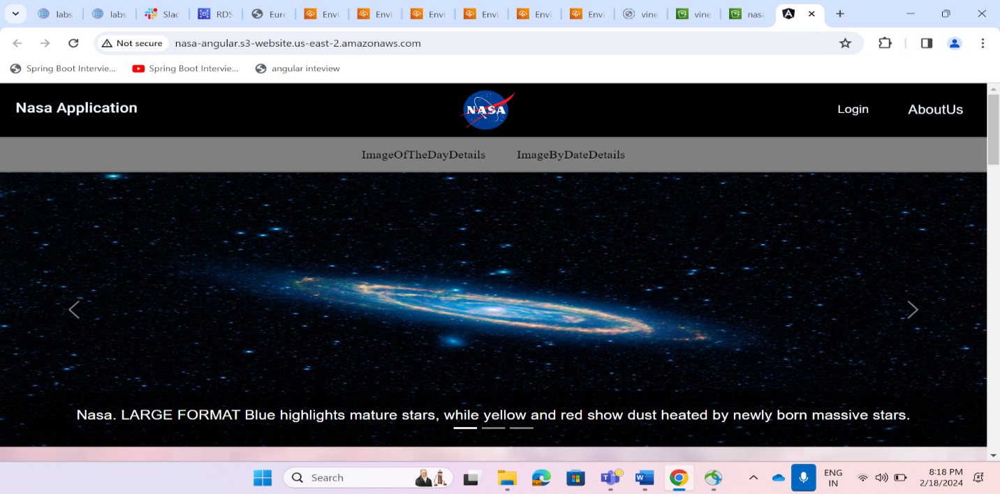 labs
labs
Slac
RDS
Eure
Envi
Envi
Envi
Envi
Envi
Envi
vine
vine
nasa
Not secure
nasa-angular.s3-website.us-east-2.amazonaws.com
Spring Boot Intervie...
Spring Boot Intervie...
angular inteview
Nasa Application
NASA
Login
AboutUs
ImageOfTheDayDetails
ImageByDateDetails
Nasa. LARGE FORMAT Blue highlights mature stars, while yellow and red show dust heated by newly born massive stars.
Search
ENG
IN
8:18 PM
2/18/2024